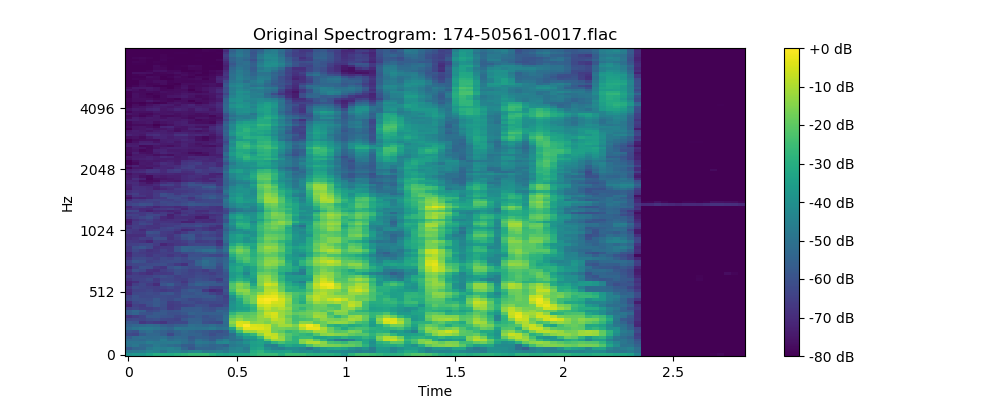 Original Spectrogram: 174-50561-0017.flac
Hz
4096
2048
1024
512
0
0 0.5 1 1.5 2 2.5
Time
+0 dB
-10 dB
-20 dB
-30 dB
-40 dB
-50 dB
-60 dB
-70 dB
-80 dB